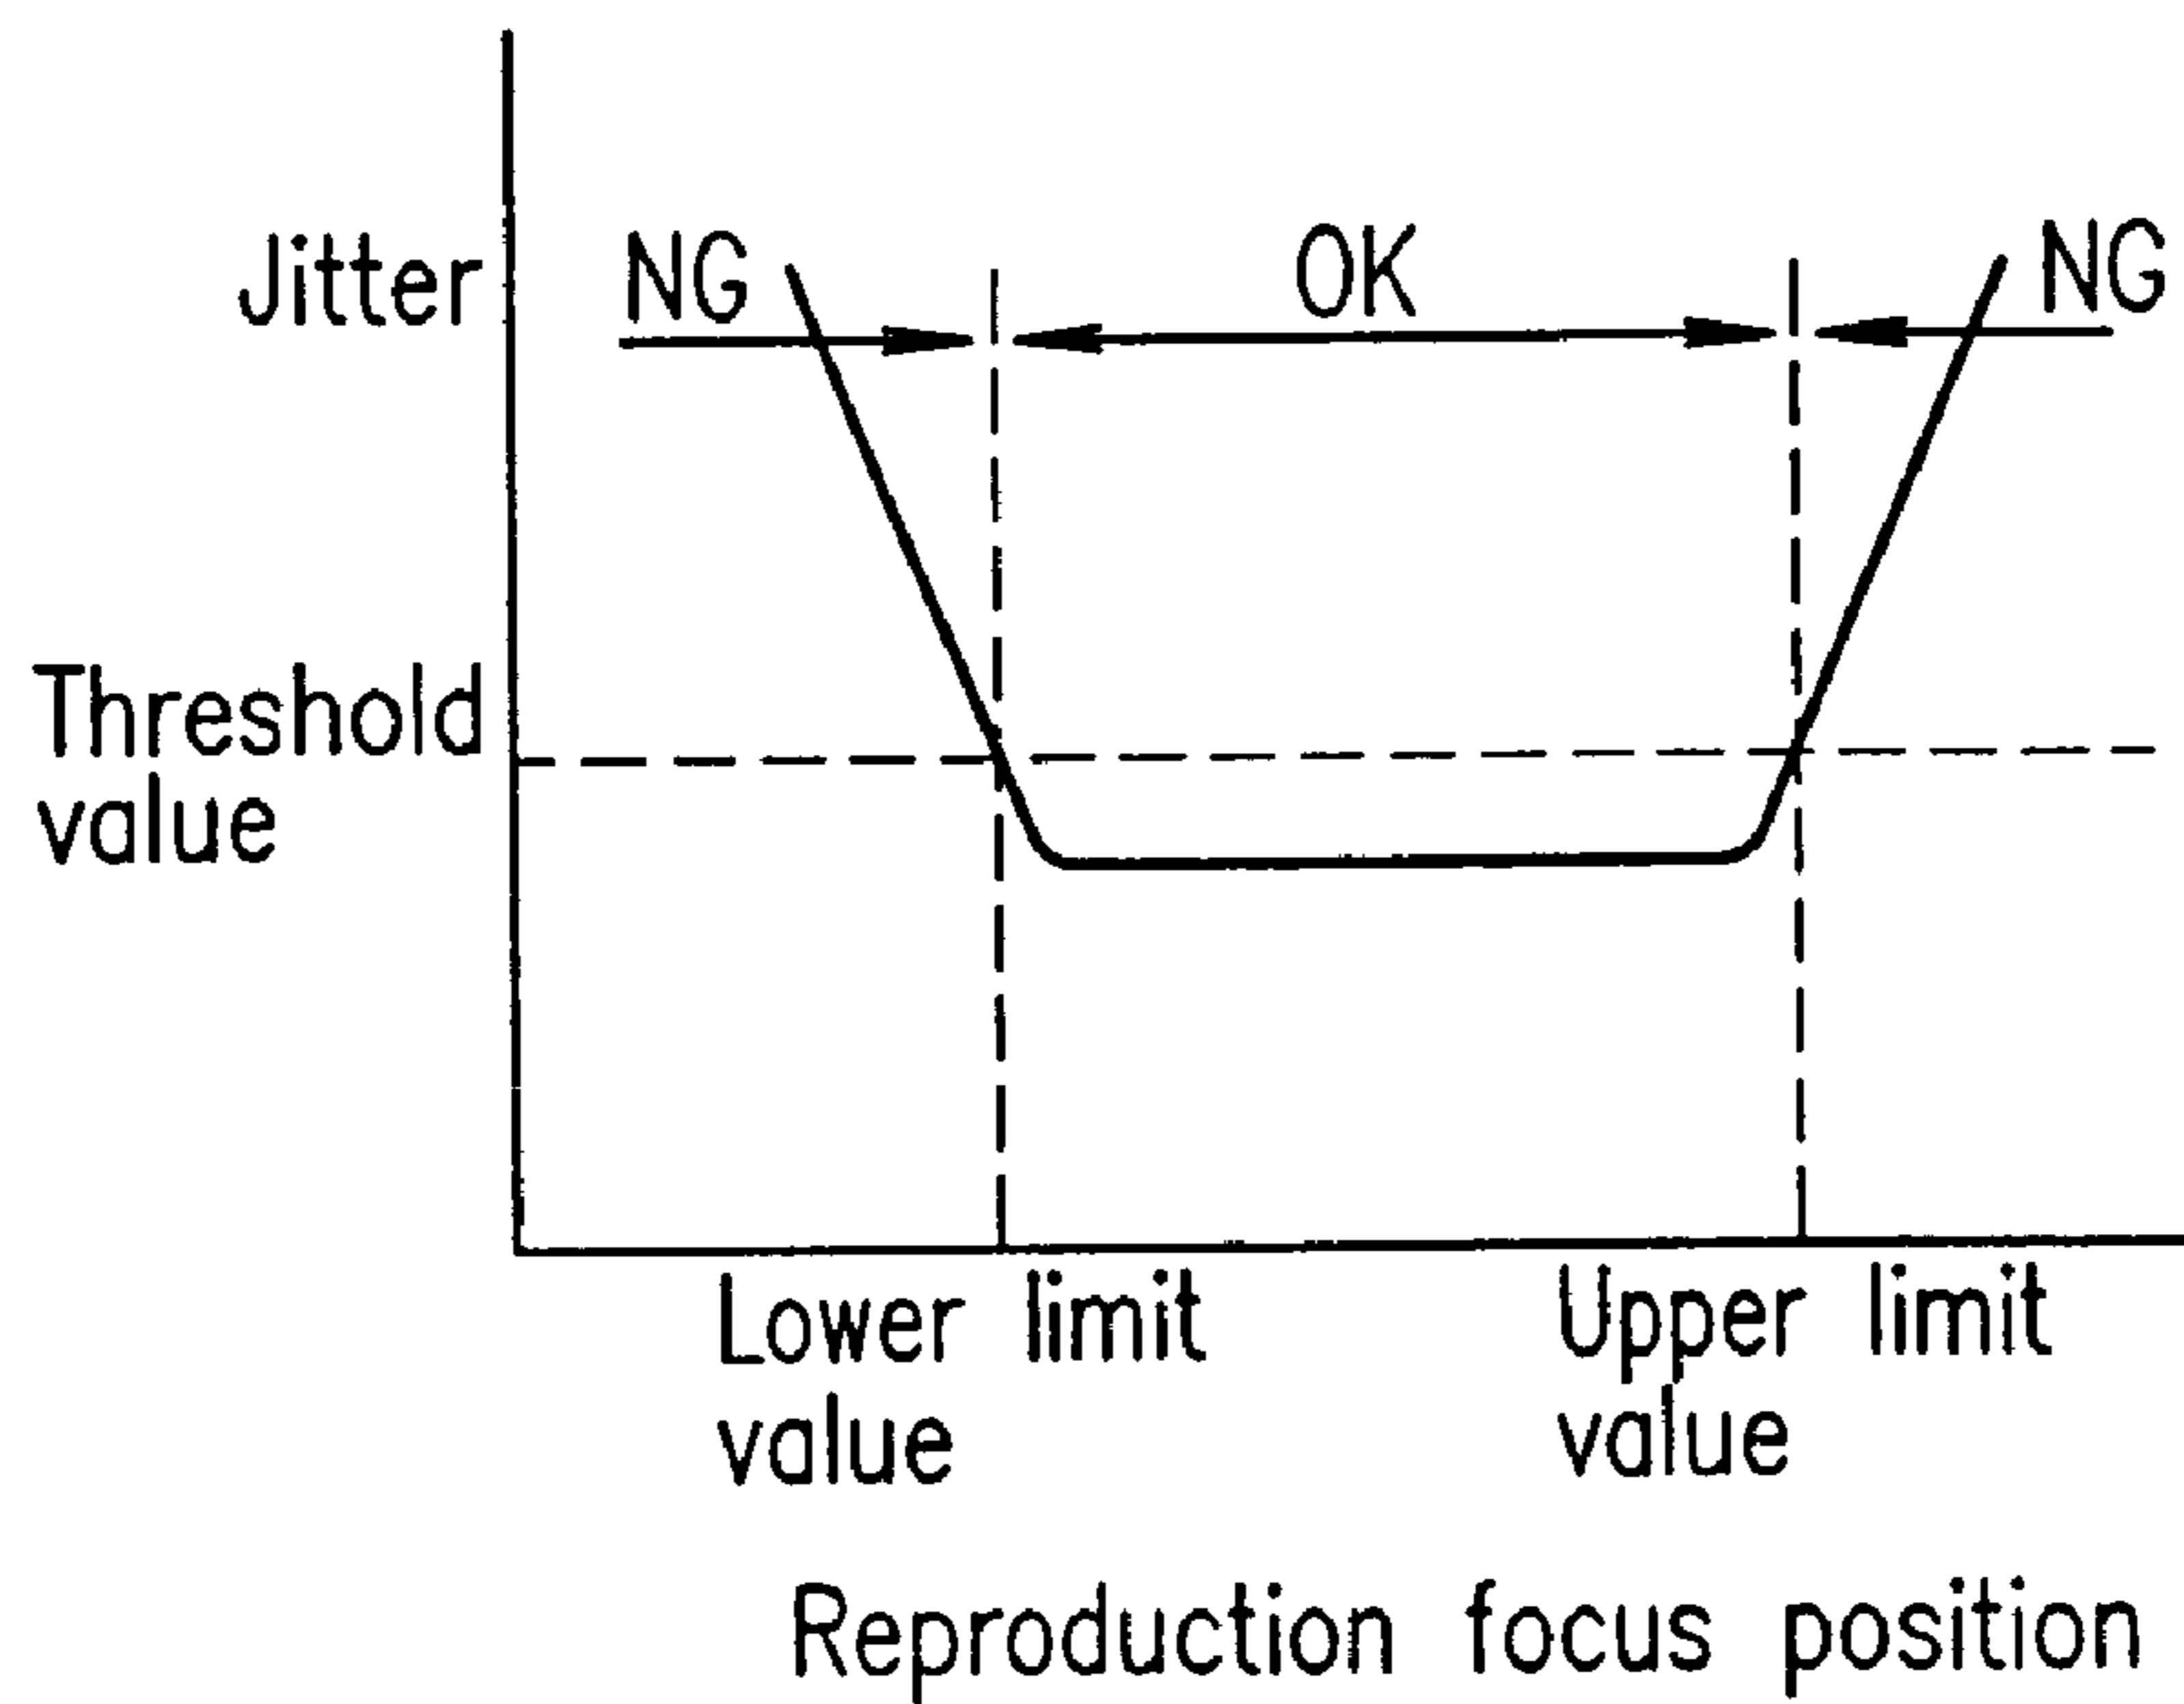 Jitter
NG
OK
NG
Threshold
value
Lower limit
value
Upper limit
value
Reproduction focus position